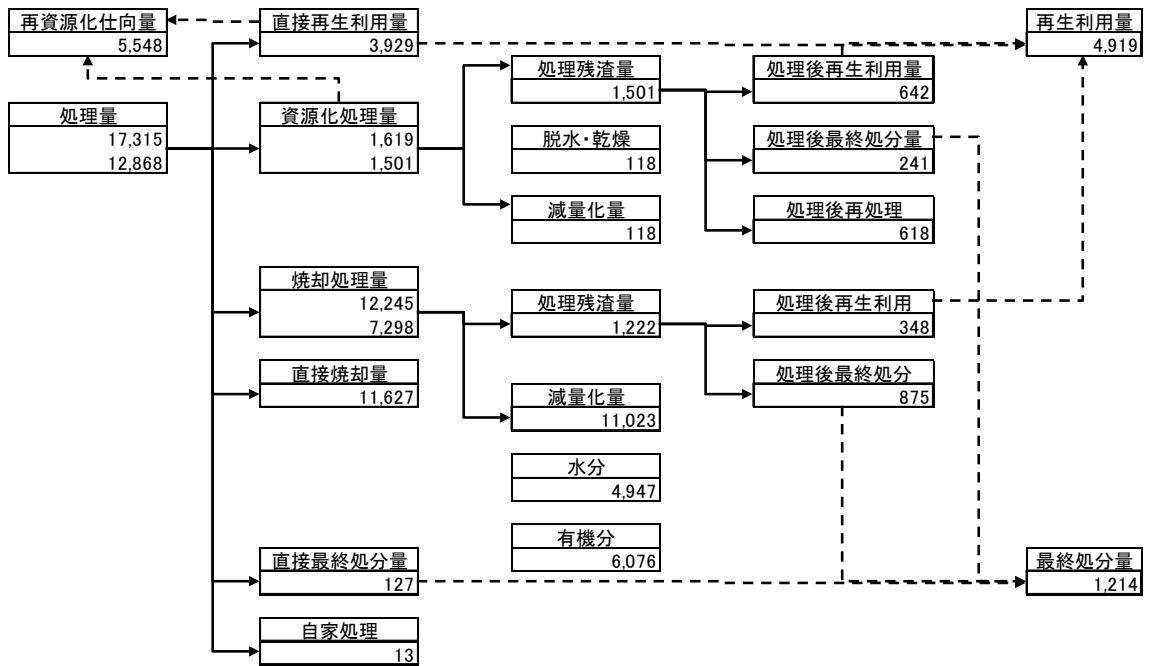 再資源化仕向量
5,548
直接再生利用量
3,929
再生利用量
4,919
処理残渣量
1,501
処理後再生利用量
642
処理量
17,315
12,868
資源化処理量
1,619
1,501
脱水・乾燥
118
処理後最終処分量
241
減量化量
118
処理後再処理
618
焼却処理量
12,245
7,298
処理残渣量
1,222
処理後再生利用
348
直接焼却量
11,627
減量化量
11,023
処理後最終処分
875
水分
4,947
有機分
6,076
直接最終処分量
127
最終処分量
1,214
自家処理
13